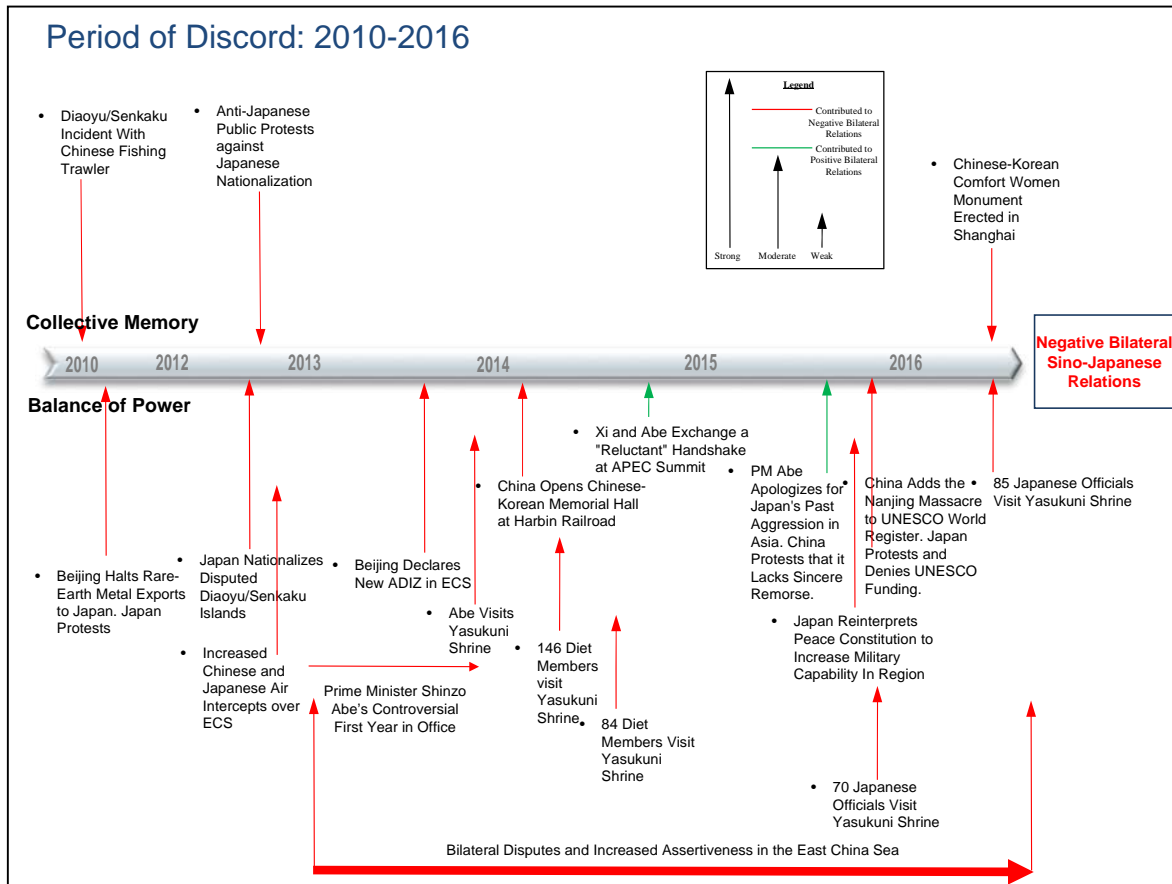 Period of Discord: 2010-2016
• Diaoyu/Senkaku
Incident With
Chinese Fishing
Trawler
• Anti-Japanese
Public Protests
against
Japanese
Nationalization
Legend
Contributed to
Negative Bilateral
Relations
Contributed to
Positive Bilateral
Relations
Strong
Moderate
Weak
• Chinese-Korean
Comfort Women
Monument
Erected in
Shanghai
Collective Memory
2010
2012
2013
2014
2015
2016
Negative Bilateral
Sino-Japanese
Relations
Balance of Power
• Beijing Halts Rare-
Earth Metal Exports
to Japan. Japan
Protests
• Japan Nationalizes
Disputed
Diaoyu/Senkaku
Islands
• Increased
Chinese and
Japanese Air
Intercepts over
ECS
Prime Minister Shinzo
Abe’s Controversial
First Year in Office
• Beijing Declares
New ADIZ in ECS
• Abe Visits
Yasukuni
Shrine
• China Opens Chinese-
Korean Memorial Hall
at Harbin Railroad
• 146 Diet
Members
visit
Yasukuni
Shrine
• 84 Diet
Members Visit
Yasukuni
Shrine
• Xi and Abe Exchange a
"Reluctant" Handshake
at APEC Summit
• PM Abe
Apologizes for
Japan's Past
Aggression in
Asia. China
Protests that it
Lacks Sincere
Remorse.
• China Adds the
Nanjing Massacre
to UNESCO World
Register. Japan
Protests and
Denies UNESCO
Funding.
• 85 Japanese Officials
Visit Yasukuni Shrine
• Japan Reinterprets
Peace Constitution to
Increase Military
Capability In Region
• 70 Japanese
Officials Visit
Yasukuni Shrine
Bilateral Disputes and Increased Assertiveness in the East China Sea